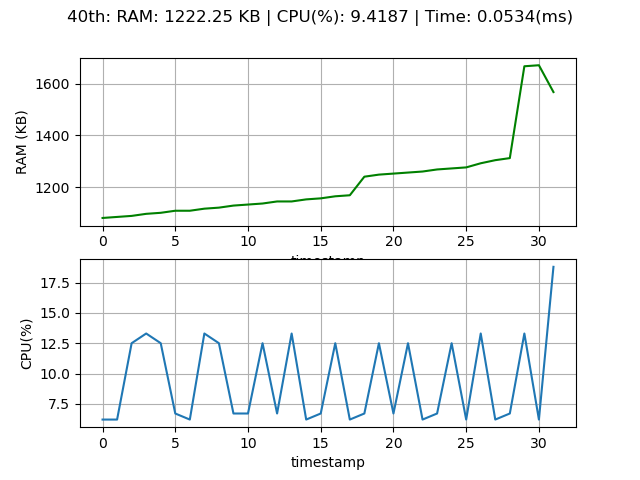 40th: RAM: 1222.25 KB | CPU(%): 9.4187 | Time: 0.0534(ms)
1600
1400
1200
RAM (KB)
0 5 10 15 20 25 30
timestamp
17.5
15.0
12.5
10.0
7.5
CPU(%)
0 5 10 15 20 25 30
timestamp